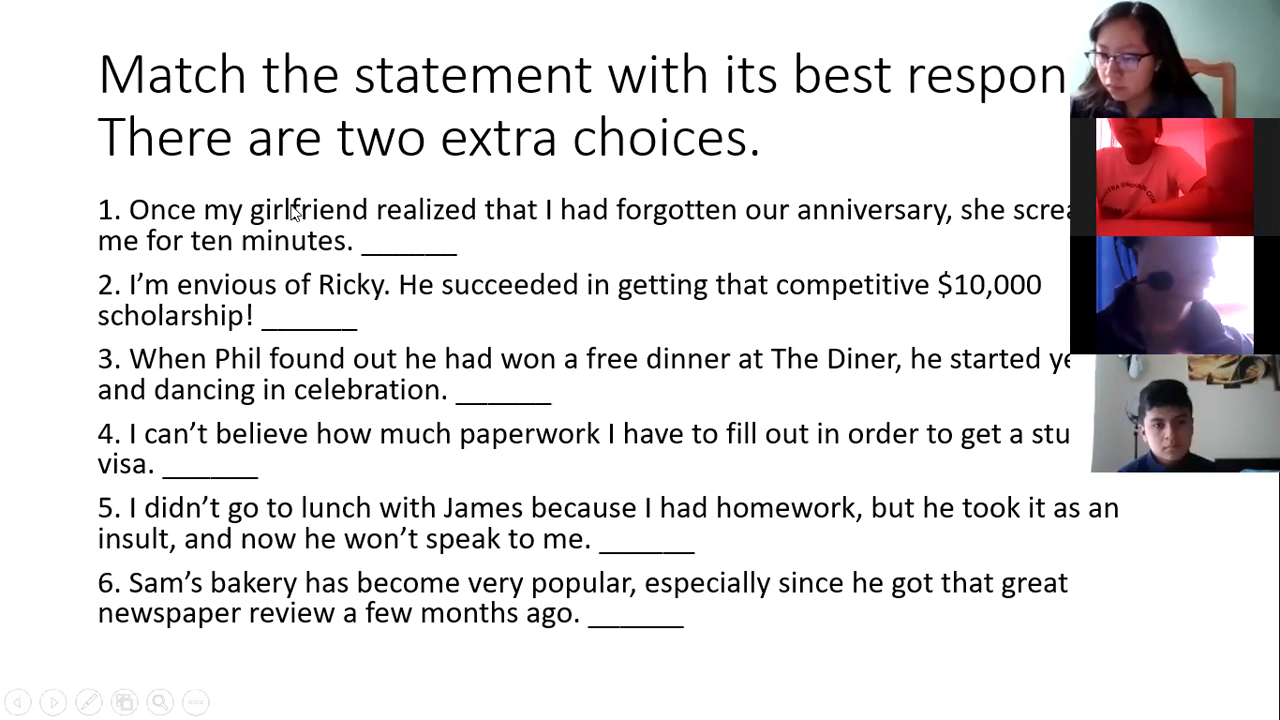 Match the statement with its best respon
There are two extra choices.
1. Once my girlfriend realized that I had forgotten our anniversary, she screa
me for ten minutes. ______
2. I’m envious of Ricky. He succeeded in getting that competitive $10,000
scholarship! ______
3. When Phil found out he had won a free dinner at The Diner, he started ye
and dancing in celebration. ______
4. I can’t believe how much paperwork I have to fill out in order to get a stu
visa. ______
5. I didn’t go to lunch with James because I had homework, but he took it as an
insult, and now he won’t speak to me. ______
6. Sam’s bakery has become very popular, especially since he got that great
newspaper review a few months ago. ______